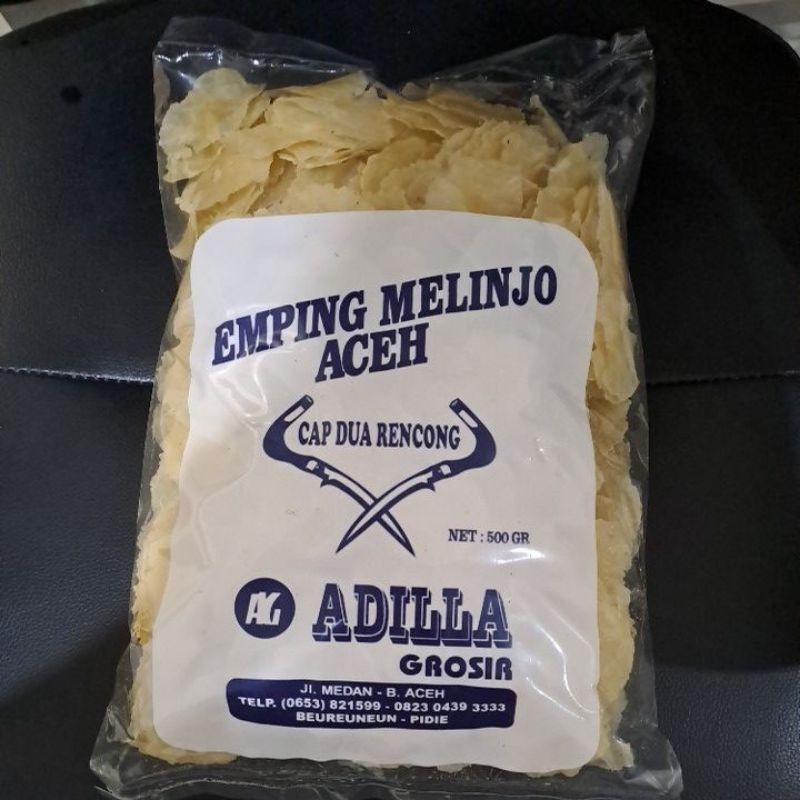 EMPING MELINJO
ACEH
CAP DUA RENCONG
NET : 500 GR
AG ADILLA
GROSIR
Jl. MEDAN - B. ACEH
TELP. (0653) 821599 - 0823 0439 3333
BEUREUNEUN - PIDIE